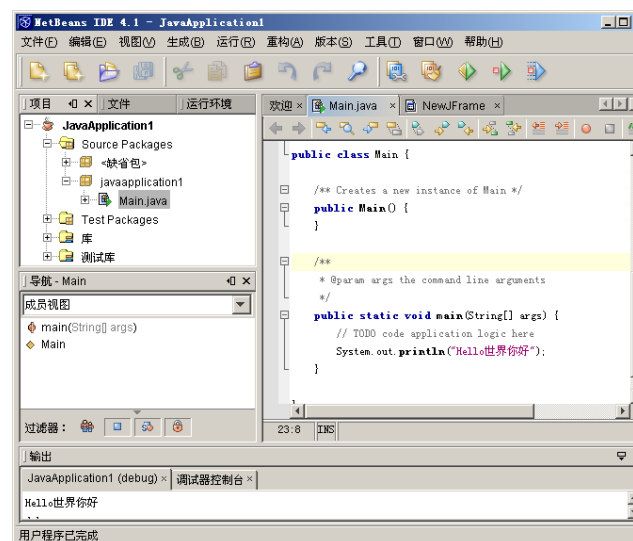 NetBeans IDE 4.1 - JavaApplication1
文件(F) 编辑(E) 视图(V) 生成(B) 运行(R) 重构(A) 版本(S) 工具(T) 窗口(W) 帮助(H)
项目 文件 运行环境
JavaApplication1
Source Packages
<缺省包>
javaapplication1
Main.java
Test Packages
库
测试库
导航 - Main
成员视图
main(String[] args)
Main
过滤器：
欢迎 × Main.java × NewJFrame ×
public class Main {
/** Creates a new instance of Main */
public Main() {
}
/**
* @param args the command line arguments
*/
public static void main(String[] args) {
// TODO code application logic here
System.out.println("Hello世界你好");
}
23:8 INS
输出
JavaApplication1 (debug) × 调试器控制台 ×
Hello世界你好
用户程序已完成